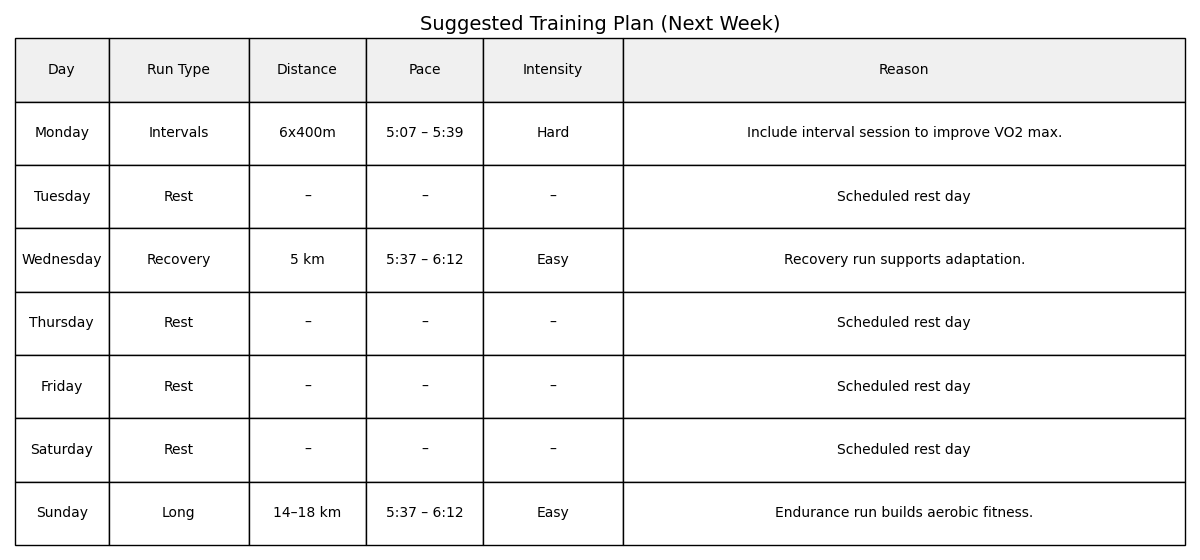 Suggested Training Plan (Next Week)
Day Run Type Distance Pace Intensity Reason
Monday Intervals 6x400m 5:07 – 5:39 Hard Include interval session to improve VO2 max.
Tuesday Rest – – – Scheduled rest day
Wednesday Recovery 5 km 5:37 – 6:12 Easy Recovery run supports adaptation.
Thursday Rest – – – Scheduled rest day
Friday Rest – – – Scheduled rest day
Saturday Rest – – – Scheduled rest day
Sunday Long 14–18 km 5:37 – 6:12 Easy Endurance run builds aerobic fitness.